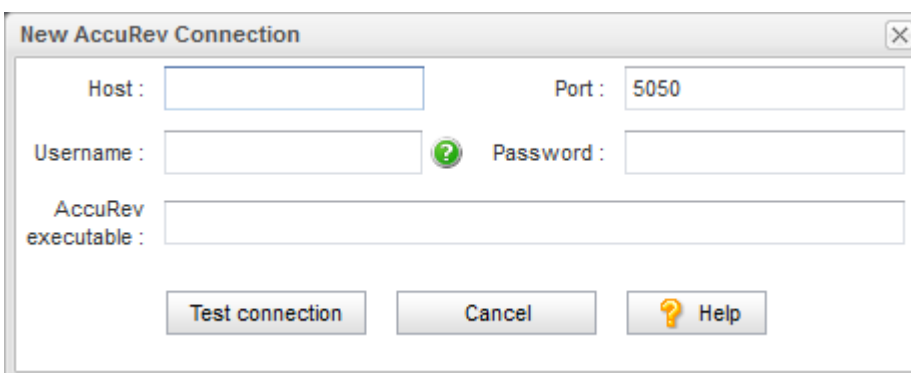 New AccuRev Connection
Host :
Port : 5050
Username :
? Password :
AccuRev
executable :
Test connection Cancel ? Help